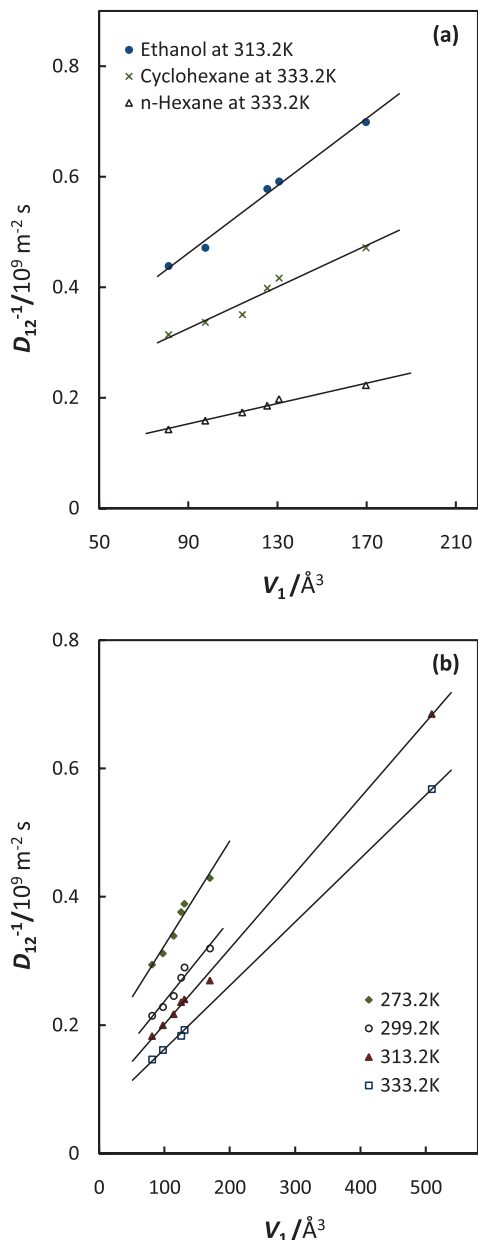 (a)
Ethanol at 313.2K
Cyclohexane at 333.2K
n-Hexane at 333.2K
0.8
0.6
0.4
0.2
0
D₁₂⁻¹/10⁹ m⁻² s
50 90 130 170 210
V₁/Å³
(b)
0.8
0.6
0.4
0.2
0
D₁₂⁻¹/10⁹ m⁻² s
273.2K
299.2K
313.2K
333.2K
0 100 200 300 400 500
V₁/Å³